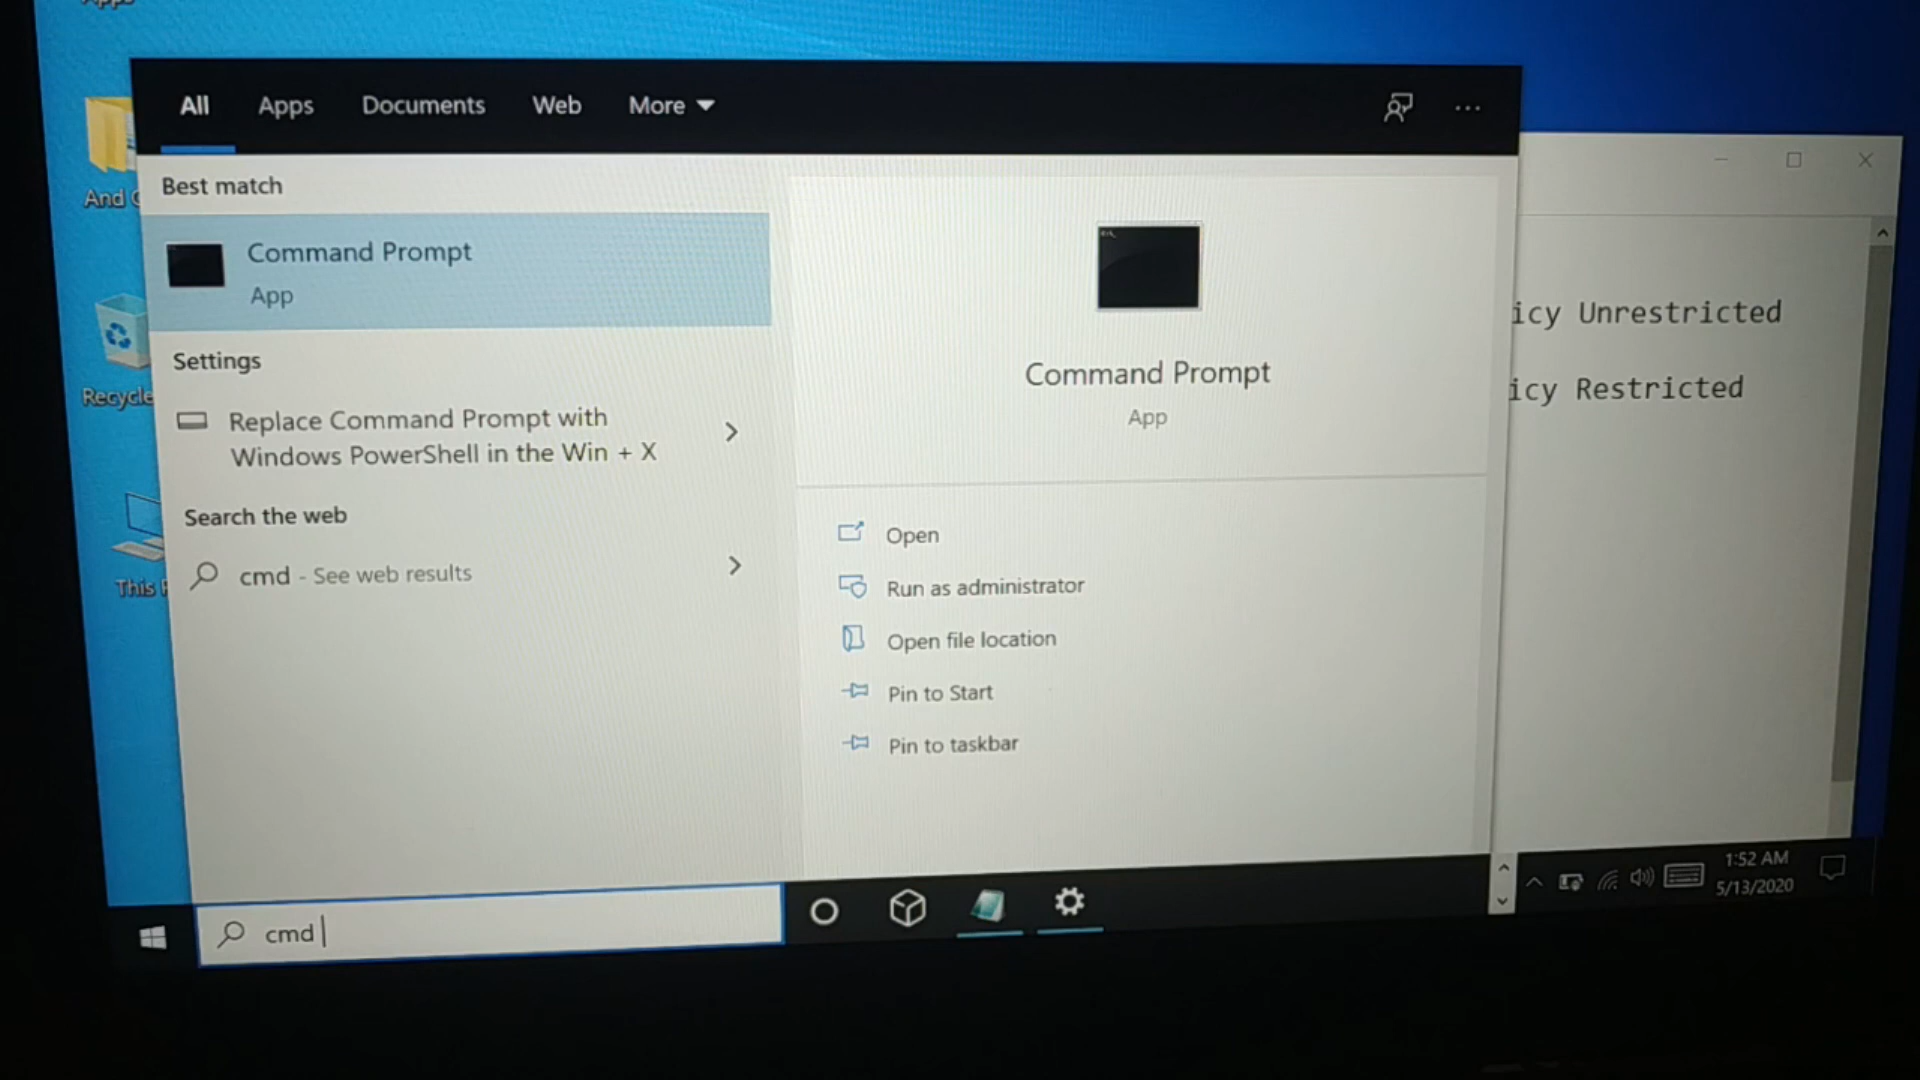 All Apps Documents Web More
Best match
Command Prompt
App
Settings
Replace Command Prompt with
Windows PowerShell in the Win + X
Search the web
cmd - See web results
Command Prompt
App
Open
Run as administrator
Open file location
Pin to Start
Pin to taskbar
icy Unrestricted
icy Restricted
And
Recycle
This
cmd
1:52 AM
5/13/2020